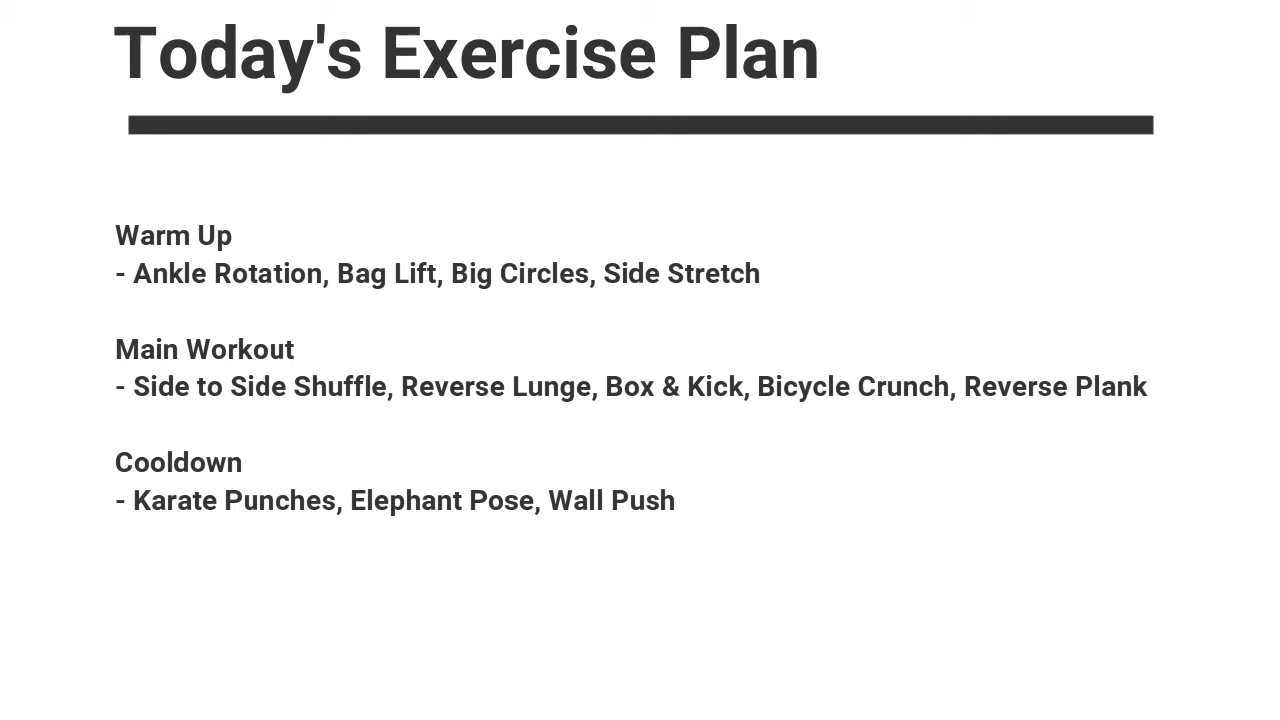 Today's Exercise Plan
Warm Up
- Ankle Rotation, Bag Lift, Big Circles, Side Stretch
Main Workout
- Side to Side Shuffle, Reverse Lunge, Box & Kick, Bicycle Crunch, Reverse Plank
Cooldown
- Karate Punches, Elephant Pose, Wall Push